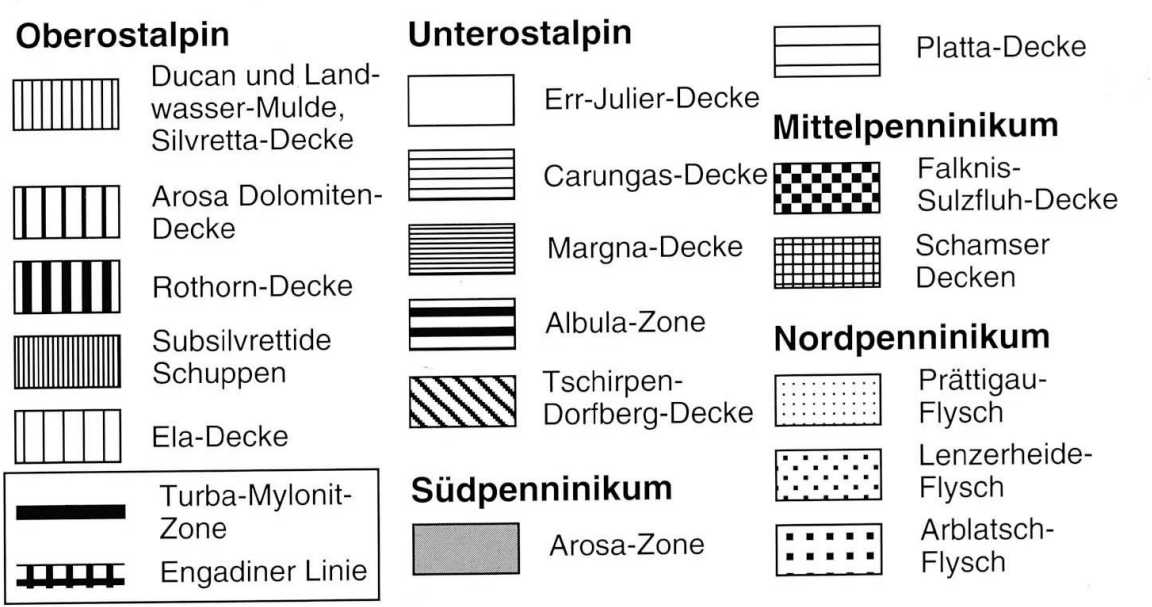 Oberostalpin
Ducan und Land-
wasser-Mulde,
Silvretta-Decke
Arosa Dolomiten-
Decke
Rothorn-Decke
Subsilvrettide
Schuppen
Ela-Decke
Turba-Mylonit-
Zone
Engadiner Linie
Unterostalpin
Err-Julier-Decke
Carungas-Decke
Margna-Decke
Albula-Zone
Tschirpen-
Dorfberg-Decke
Südpenninikum
Arosa-Zone
Platta-Decke
Mittelpenninikum
Falknis-
Sulzfluh-Decke
Schamser
Decken
Nordpenninikum
Prättigau-
Flysch
Lenzerheide-
Flysch
Arblatsch-
Flysch